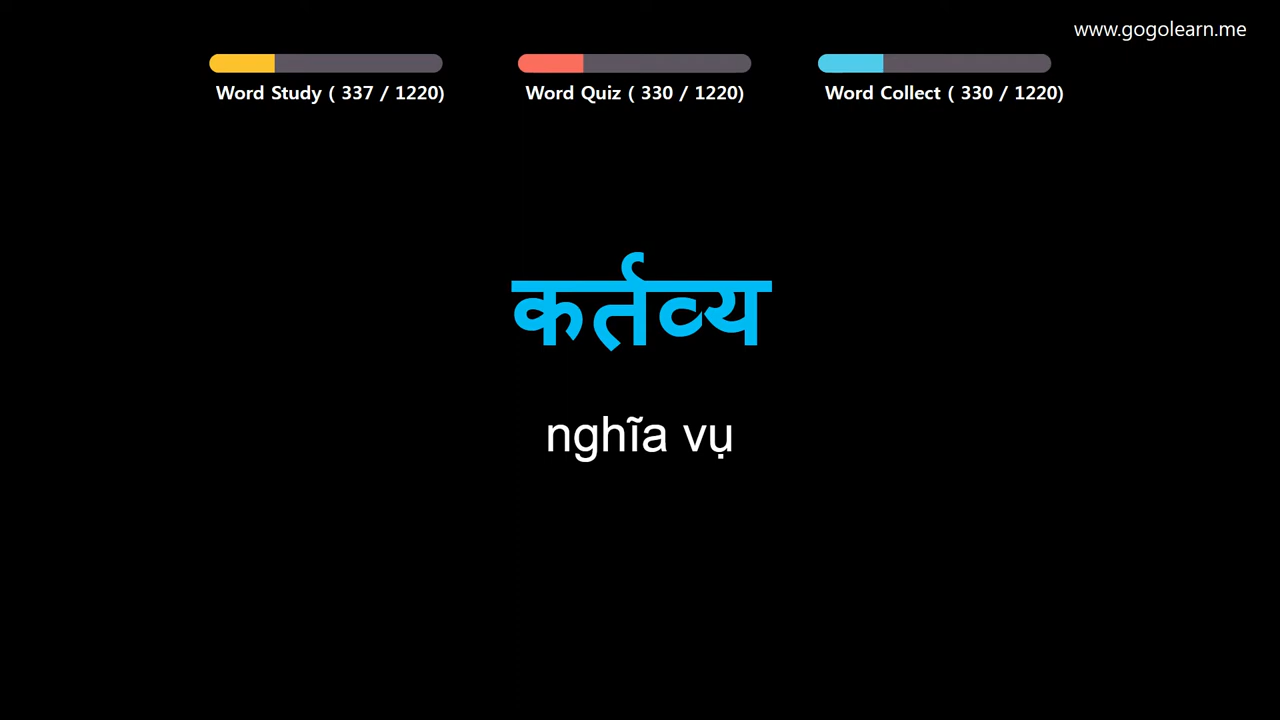 www.gogolearn.me
Word Study ( 337 / 1220)
Word Quiz ( 330 / 1220)
Word Collect ( 330 / 1220)
कर्तव्य
nghĩa vụ